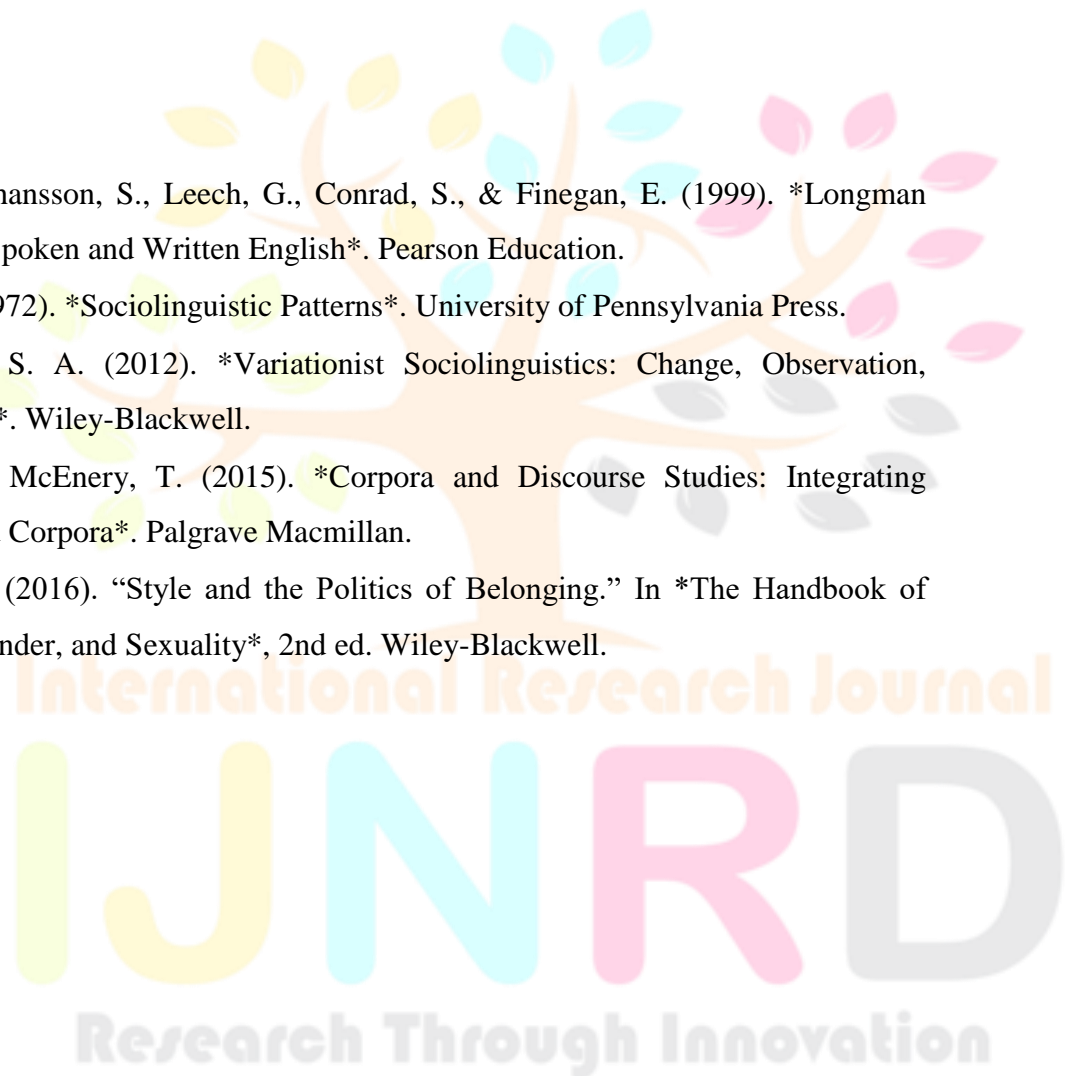 hansson, S., Leech, G., Conrad, S., & Finegan, E. (1999). *Longman
poken and Written English*. Pearson Education.
972). *Sociolinguistic Patterns*. University of Pennsylvania Press.
S. A. (2012). *Variationist Sociolinguistics: Change, Observation,
*. Wiley-Blackwell.
McEnery, T. (2015). *Corpora and Discourse Studies: Integrating
Corpora*. Palgrave Macmillan.
(2016). “Style and the Politics of Belonging.” In *The Handbook of
nder, and Sexuality*, 2nd ed. Wiley-Blackwell.
International Research Journal
IJNRD
Research Through Innovation